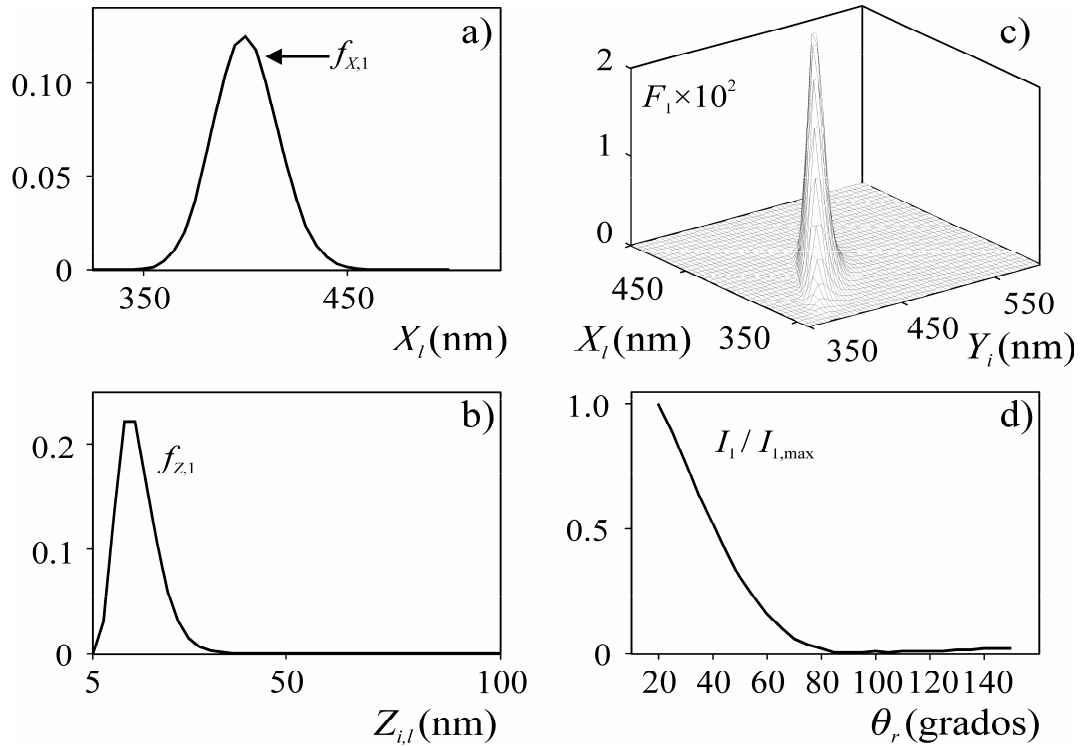 a)
f_{X,1}
0.10
0.05
0
350 450
X_l (nm)
c)
F_1×10^2
2
1
0
450 350
X_l (nm)
350 450 550
Y_i (nm)
b)
f_{Z,1}
0.2
0.1
0
5 50 100
Z_{i,l} (nm)
d)
I_1 / I_{1,max}
1.0
0.5
0
20 40 60 80 100 120 140
θ_r (grados)